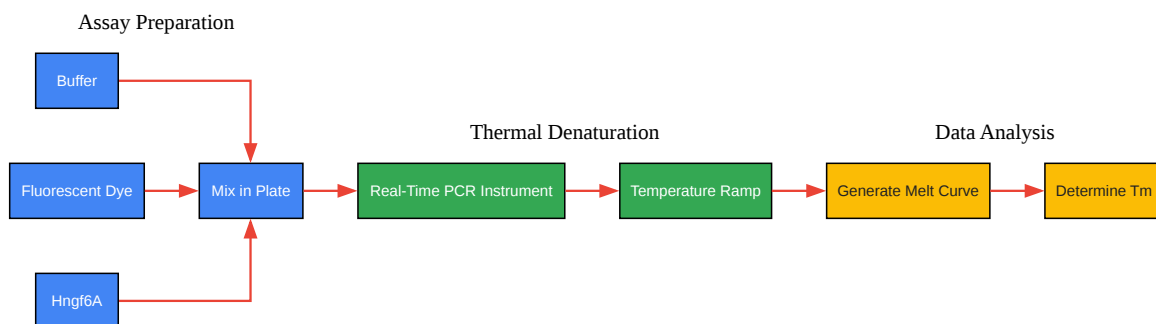 Assay Preparation
Buffer
Thermal Denaturation
Data Analysis
Fluorescent Dye
Mix in Plate
Real-Time PCR Instrument
Temperature Ramp
Generate Melt Curve
Determine Tm
Hngf6A